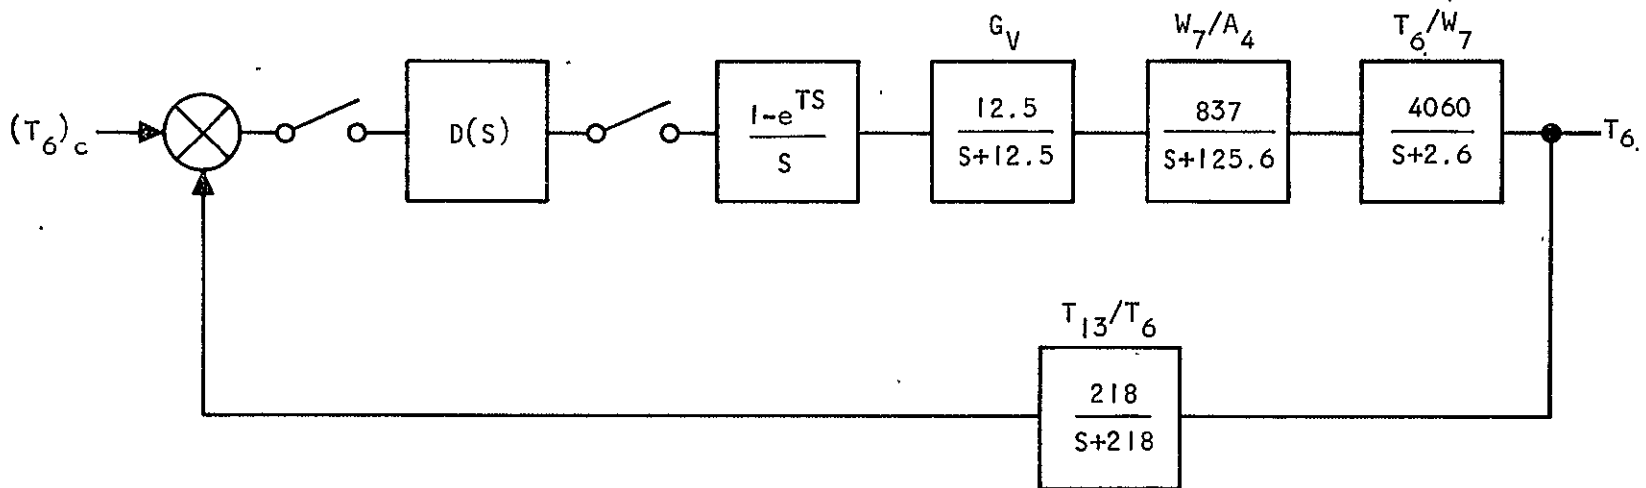 G_V
W_7/A_4
T_6/W_7
(T_6)_c
D(S)
1-e^TS
S
12.5
S+12.5
837
S+125.6
4060
S+2.6
T_6
T_13/T_6
218
S+218